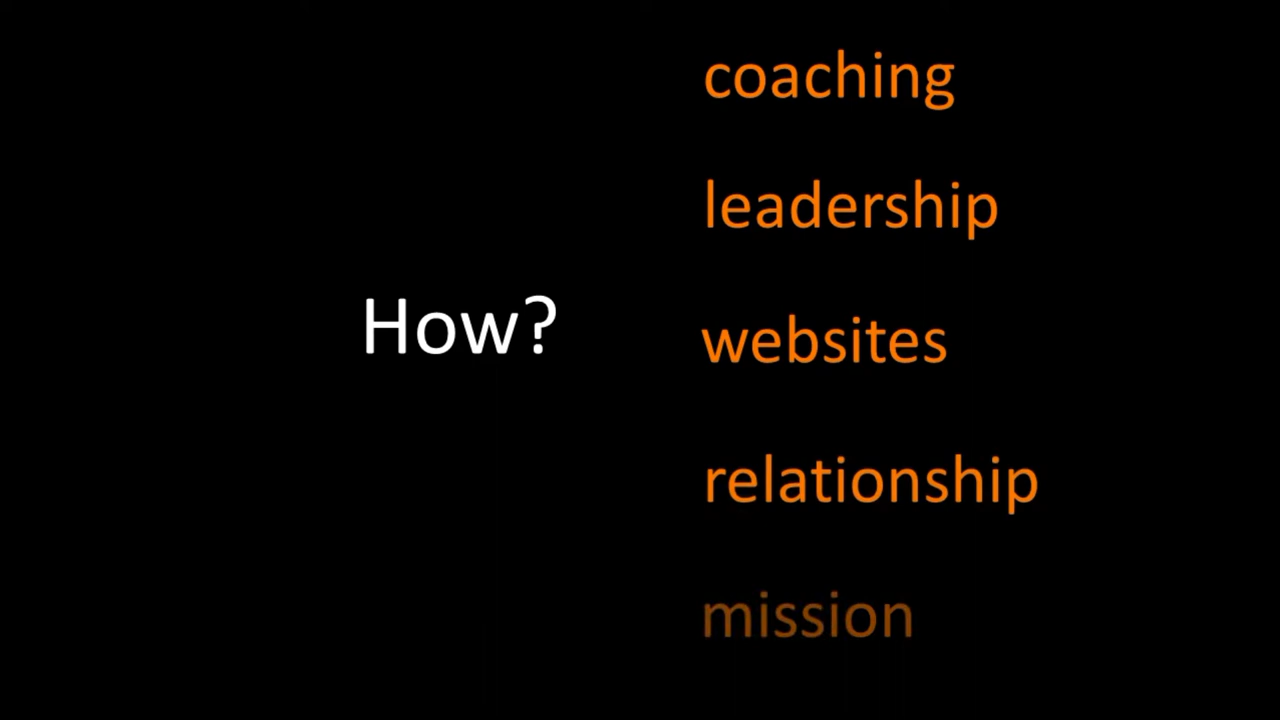 How?
coaching
leadership
websites
relationship
mission